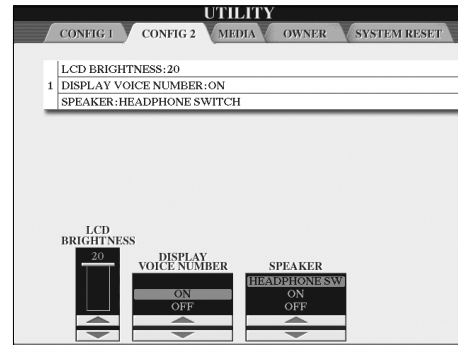 UTILITY
CONFIG 1 CONFIG 2 MEDIA OWNER SYSTEM RESET
LCD BRIGHTNESS:20
1 DISPLAY VOICE NUMBER:ON
SPEAKER:HEADPHONE SWITCH
LCD
BRIGHTNESS
20
DISPLAY
VOICE NUMBER
ON
OFF
SPEAKER
HEADPHONE SW
ON
OFF